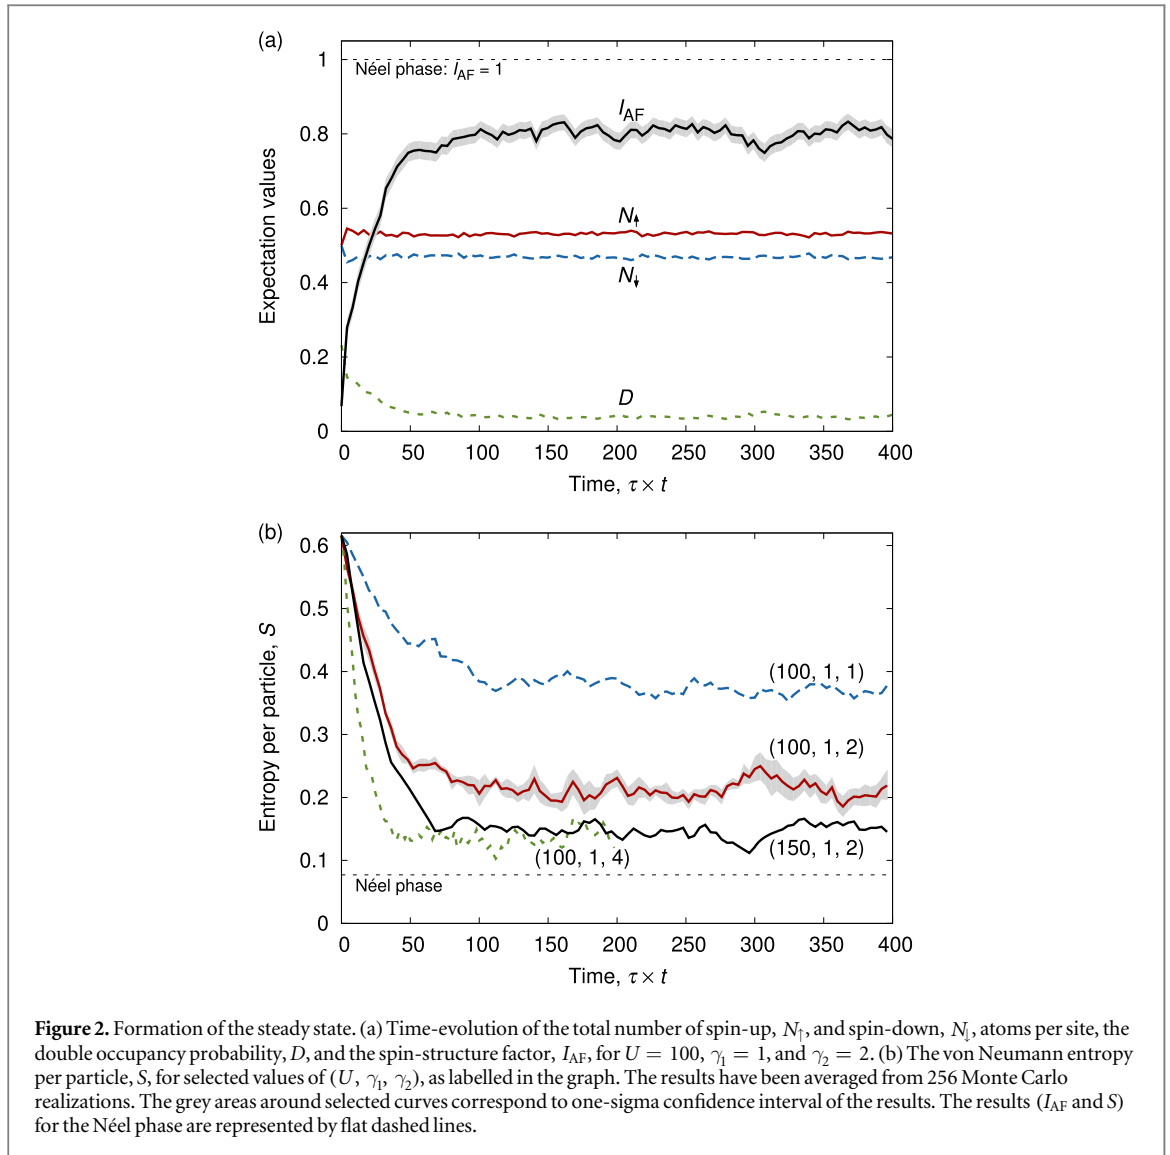 (a)
1
0.8
0.6
0.4
0.2
0
Expectation values
Néel phase: I_AF = 1
I_AF
N↑
N↓
D
0 50 100 150 200 250 300 350 400
Time, τ × t
(b)
0.6
0.5
0.4
0.3
0.2
0.1
0
Entropy per particle, S
(100, 1, 1)
(100, 1, 2)
(100, 1, 4)
(150, 1, 2)
Néel phase
0 50 100 150 200 250 300 350 400
Time, τ × t
Figure 2. Formation of the steady state. (a) Time-evolution of the total number of spin-up, N↑, and spin-down, N↓, atoms per site, the
double occupancy probability, D, and the spin-structure factor, I_AF, for U = 100, γ₁ = 1, and γ₂ = 2. (b) The von Neumann entropy
per particle, S, for selected values of (U, γ₁, γ₂), as labelled in the graph. The results have been averaged from 256 Monte Carlo
realizations. The grey areas around selected curves correspond to one-sigma confidence interval of the results. The results (I_AF and S)
for the Néel phase are represented by flat dashed lines.